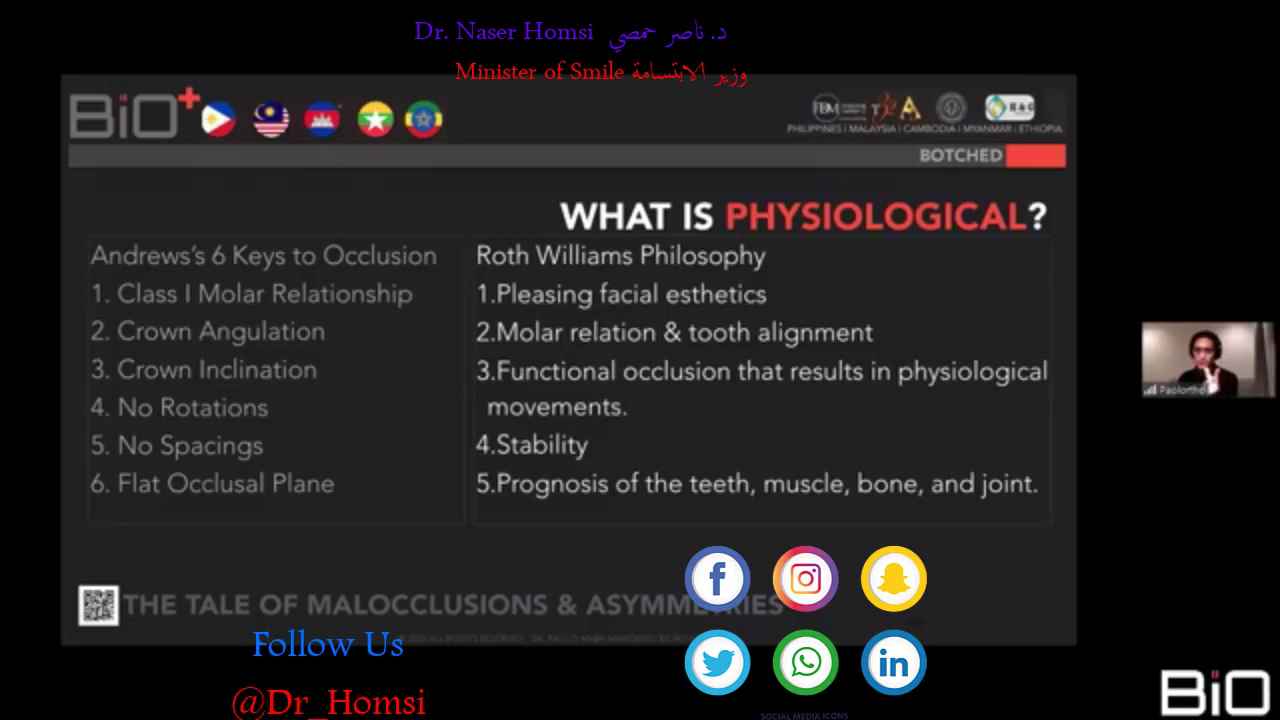 Dr. Naser Homsi د. ناصر حمصي
Minister of Smile وزير الابتسامة
BiO+
PHILIPPINES | MALAYSIA | CAMBODIA | MYANMAR | ETHIOPIA
BOTCHED
WHAT IS PHYSIOLOGICAL?
Andrews's 6 Keys to Occlusion
1. Class I Molar Relationship
2. Crown Angulation
3. Crown Inclination
4. No Rotations
5. No Spacings
6. Flat Occlusal Plane
Roth Williams Philosophy
1.Pleasing facial esthetics
2.Molar relation & tooth alignment
3.Functional occlusion that results in physiological
movements.
4.Stability
5.Prognosis of the teeth, muscle, bone, and joint.
Paolortho
THE TALE OF MALOCCLUSIONS & ASYMMETRIES
Follow Us
@Dr_Homsi
SOCIAL MEDIA ICONS
BiO